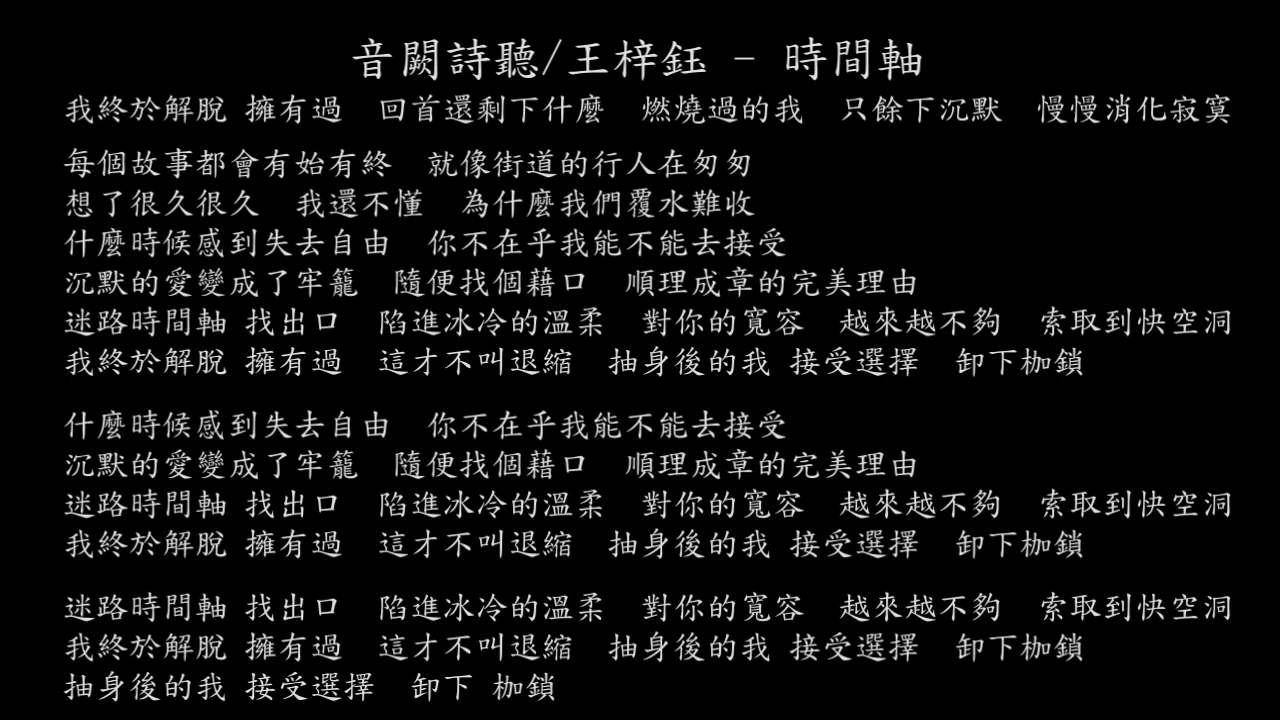 音闕詩聽/王梓鈺 - 時間軸
我終於解脫 擁有過　回首還剩下什麼　燃燒過的我　只餘下沉默　慢慢消化寂寞
每個故事都會有始有終　就像街道的行人在匆匆
想了很久很久　我還不懂　為什麼我們覆水難收
什麼時候感到失去自由　你不在乎我能不能去接受
沉默的愛變成了牢籠　隨便找個藉口　順理成章的完美理由
迷路時間軸 找出口　陷進冰冷的溫柔　對你的寬容　越來越不夠　索取到快空洞
我終於解脫 擁有過　這才不叫退縮　抽身後的我 接受選擇　卸下枷鎖
什麼時候感到失去自由　你不在乎我能不能去接受
沉默的愛變成了牢籠　隨便找個藉口　順理成章的完美理由
迷路時間軸 找出口　陷進冰冷的溫柔　對你的寬容　越來越不夠　索取到快空洞
我終於解脫 擁有過　這才不叫退縮　抽身後的我 接受選擇　卸下枷鎖
迷路時間軸 找出口　陷進冰冷的溫柔　對你的寬容　越來越不夠　索取到快空洞
我終於解脫 擁有過　這才不叫退縮　抽身後的我 接受選擇　卸下枷鎖
抽身後的我 接受選擇　卸下 枷鎖